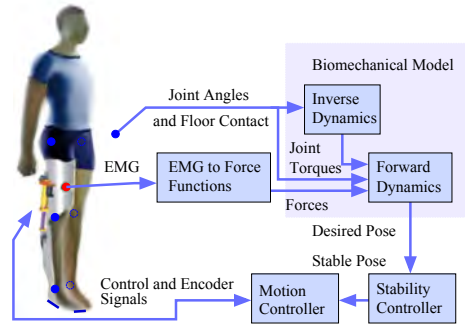 Biomechanical Model
Joint Angles
and Floor Contact
Inverse
Dynamics
Joint
Torques
EMG
EMG to Force
Functions
Forward
Dynamics
Forces
Desired Pose
Stable Pose
Control and Encoder
Signals
Motion
Controller
Stability
Controller